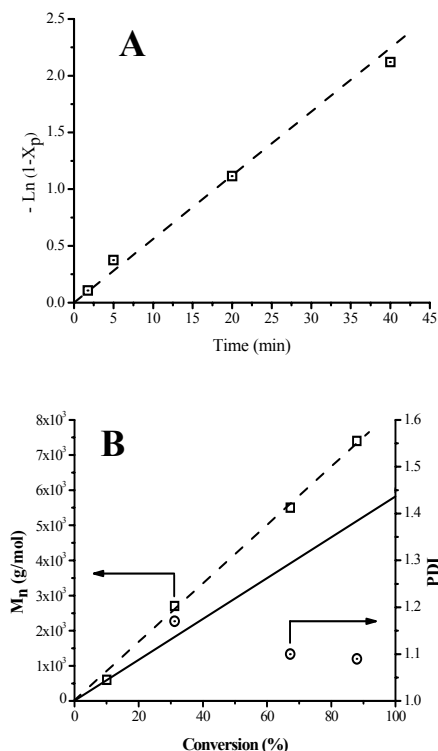 A
2.5
2.0
1.5
1.0
0.5
0.0
- Ln (1-Xp)
0 5 10 15 20 25 30 35 40 45
Time (min)
B
8x10³
7x10³
6x10³
5x10³
4x10³
3x10³
2x10³
1x10³
0
Mn (g/mol)
1.6
1.5
1.4
1.3
1.2
1.1
1.0
PDI
0 20 40 60 80 100
Conversion (%)